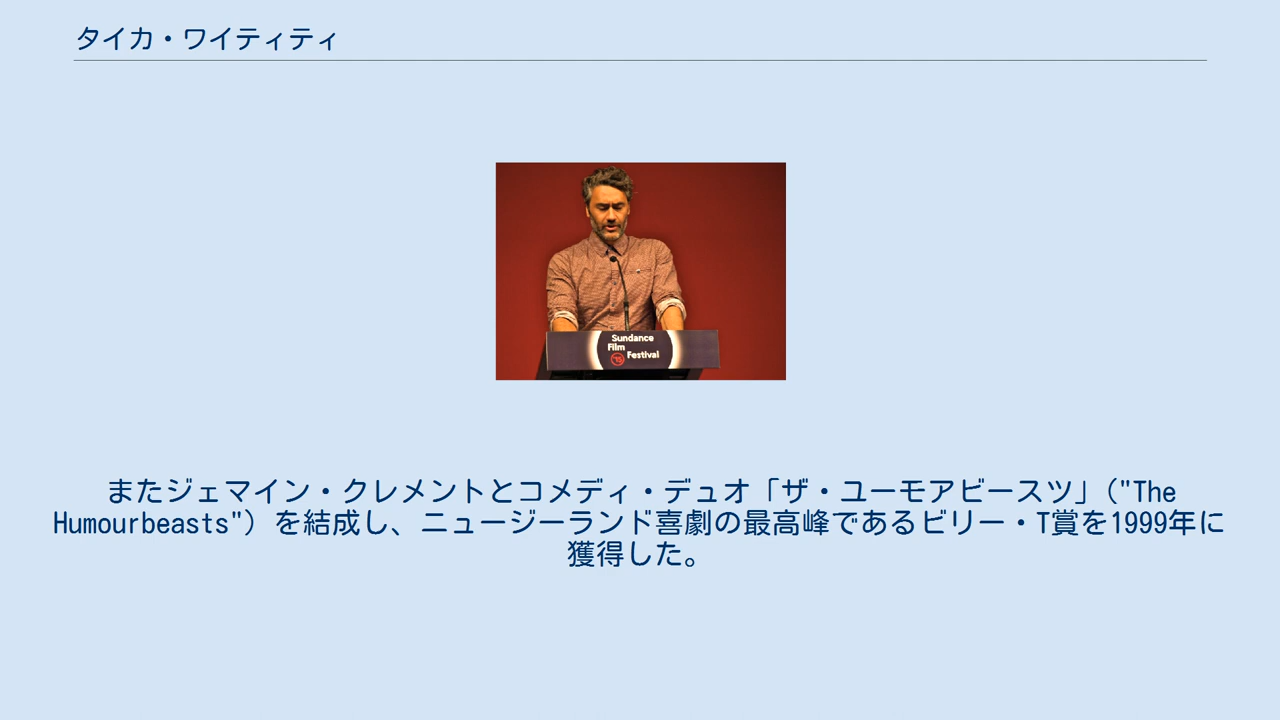 タイカ・ワイティティ
Sundance
Film
'15 Festival
またジェマイン・クレメントとコメディ・デュオ「ザ・ユーモアビースツ」("The
Humourbeasts"）を結成し、ニュージーランド喜劇の最高峰であるビリー・T賞を1999年に
獲得した。